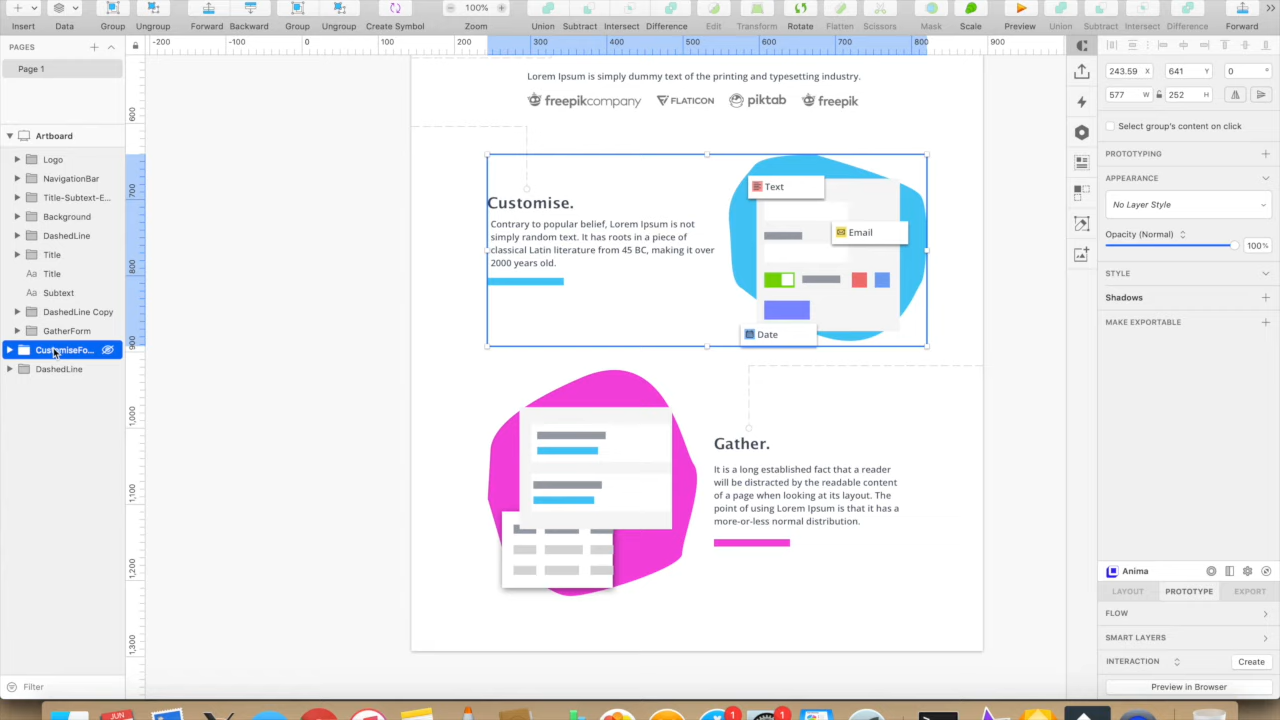 Insert
Data
Group
Ungroup
Forward
Backward
Group
Ungroup
Create Symbol
100%
Zoom
Union
Subtract
Intersect
Difference
Edit
Transform
Rotate
Flatten
Scissors
Mask
Scale
Preview
Union
Subtract
Intersect
Difference
Forward
PAGES
Page 1
Artboard
Logo
NavigationBar
Title-Subtext-E...
Background
DashedLine
Title
Title
Subtext
DashedLine Copy
GatherForm
CustomiseFo...
DashedLine
Filter
-200
-100
0
100
200
300
400
500
600
700
800
900
600
700
800
900
1,000
1,100
1,200
1,300
Lorem Ipsum is simply dummy text of the printing and typesetting industry.
freepikcompany
FLATICON
piktab
freepik
Customise.
Contrary to popular belief, Lorem Ipsum is not
simply random text. It has roots in a piece of
classical Latin literature from 45 BC, making it over
2000 years old.
Text
Email
Date
Gather.
It is a long established fact that a reader
will be distracted by the readable content
of a page when looking at its layout. The
point of using Lorem Ipsum is that it has a
more-or-less normal distribution.
243.59 X
641 Y
0 °
577 W
252 H
Select group's content on click
PROTOTYPING
APPEARANCE
No Layer Style
Opacity (Normal)
100%
STYLE
Shadows
MAKE EXPORTABLE
Anima
LAYOUT
PROTOTYPE
EXPORT
FLOW
SMART LAYERS
INTERACTION
Create
Preview in Browser
JUN
1
1